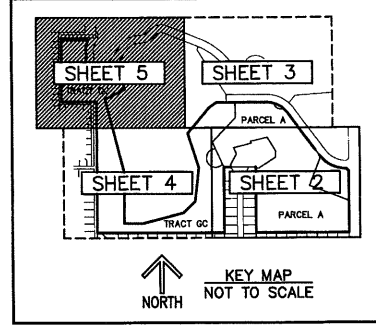 SHEET 5
SHEET 3
TRACT GC
PARCEL A
SHEET 4
SHEET 2
PARCEL A
TRACT GC
KEY MAP
NOT TO SCALE
NORTH